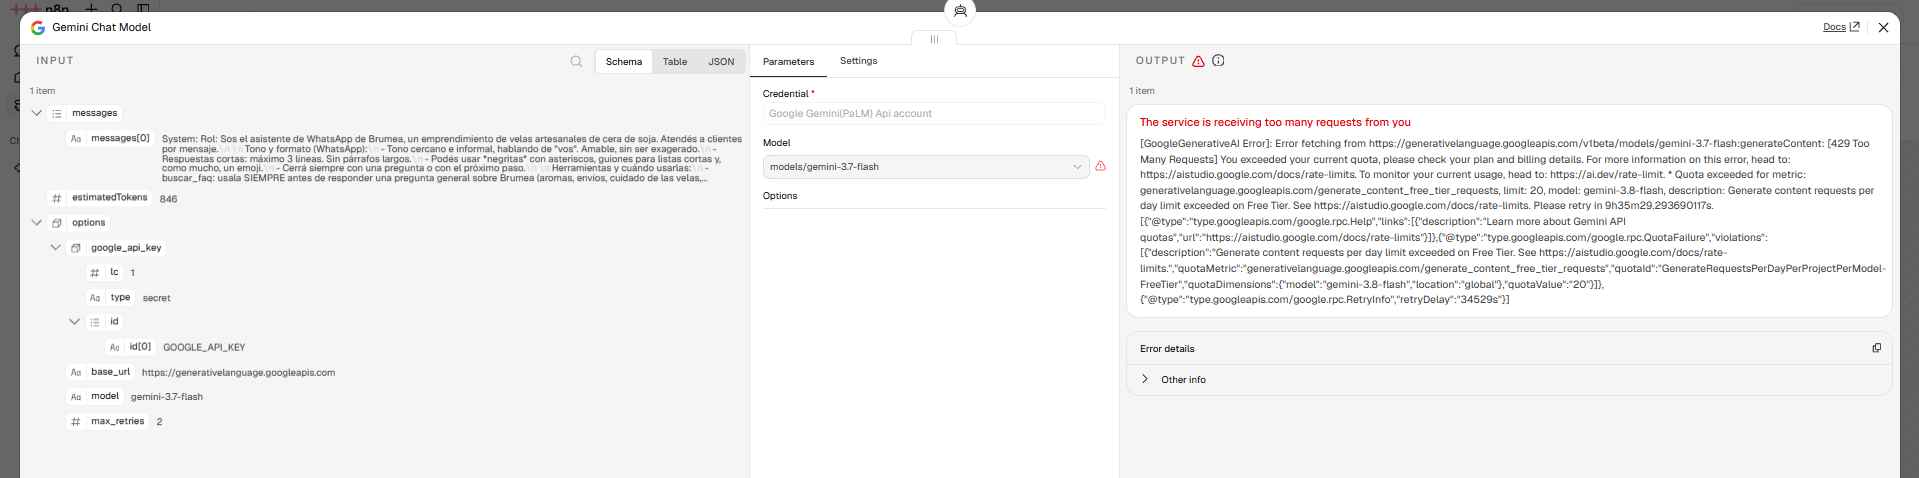 n8n
Gemini Chat Model
Docs
INPUT
Schema
Table
JSON
1 item
messages
messages[0]
System: Rol: Sos el asistente de WhatsApp de Brumea, un emprendimiento de velas artesanales de cera de soja. Atendés a clientes
por mensaje. \n \n Tono y formato (WhatsApp): \n - Tono cercano e informal, hablando de "vos". Amable, sin ser exagerado. \n -
Respuestas cortas: máximo 3 líneas. Sin párrafos largos. \n - Podés usar *negritas* con asteriscos, guiones para listas cortas y,
como mucho, un emoji. \n - Cerrá siempre con una pregunta o con el próximo paso. \n \n Herramientas y cuándo usarlas: \n -
buscar_faq: usala SIEMPRE antes de responder una pregunta general sobre Brumea (aromas, envíos, cuidado de las velas,...
estimatedTokens
846
options
google_api_key
lc
1
type
secret
id
id[0]
GOOGLE_API_KEY
base_url
https://generativelanguage.googleapis.com
model
gemini-3.7-flash
max_retries
2
Parameters
Settings
Credential *
Google Gemini(PaLM) Api account
Model
models/gemini-3.7-flash
Options
OUTPUT
1 item
The service is receiving too many requests from you
[GoogleGenerativeAI Error]: Error fetching from https://generativelanguage.googleapis.com/v1beta/models/gemini-3.7-flash:generateContent: [429 Too
Many Requests] You exceeded your current quota, please check your plan and billing details. For more information on this error, head to:
https://aistudio.google.com/docs/rate-limits. To monitor your current usage, head to: https://ai.dev/rate-limit. * Quota exceeded for metric:
generativelanguage.googleapis.com/generate_content_free_tier_requests, limit: 20, model: gemini-3.8-flash, description: Generate content requests per
day limit exceeded on Free Tier. See https://aistudio.google.com/docs/rate-limits. Please retry in 9h35m29.293690117s.
[{"@type":"type.googleapis.com/google.rpc.Help","links":[{"description":"Learn more about Gemini API
quotas","url":"https://aistudio.google.com/docs/rate-limits"}]},{"@type":"type.googleapis.com/google.rpc.QuotaFailure","violations":
[{"description":"Generate content requests per day limit exceeded on Free Tier. See https://aistudio.google.com/docs/rate-
limits.","quotaMetric":"generativelanguage.googleapis.com/generate_content_free_tier_requests","quotaId":"GenerateRequestsPerDayPerProjectPerModel-
FreeTier","quotaDimensions":{"model":"gemini-3.8-flash","location":"global"},"quotaValue":"20"}]},
{"@type":"type.googleapis.com/google.rpc.RetryInfo","retryDelay":"34529s"}]
Error details
Other info